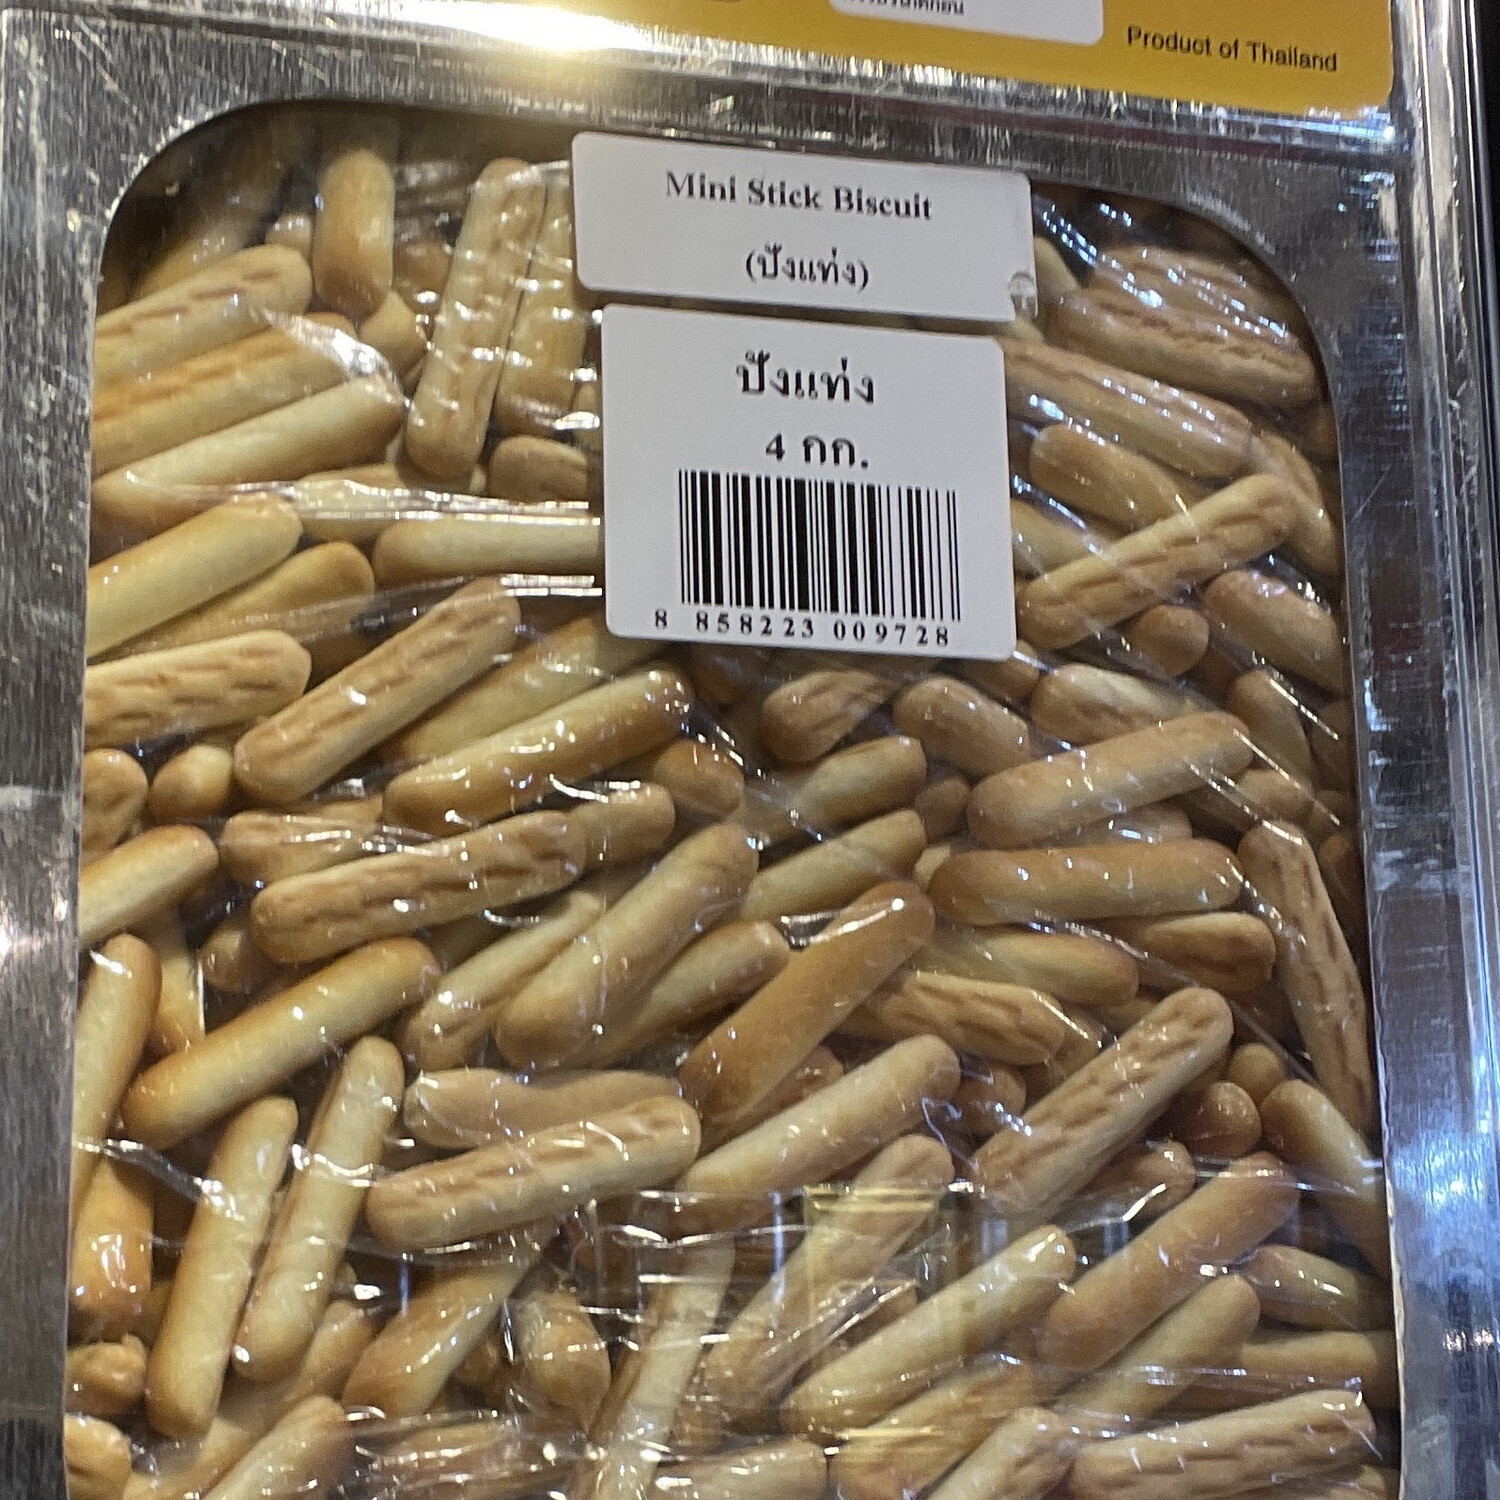 Product of Thailand
Mini Stick Biscuit
(ปังแท่ง)
ปังแท่ง
4 กก.
8 858223 009728